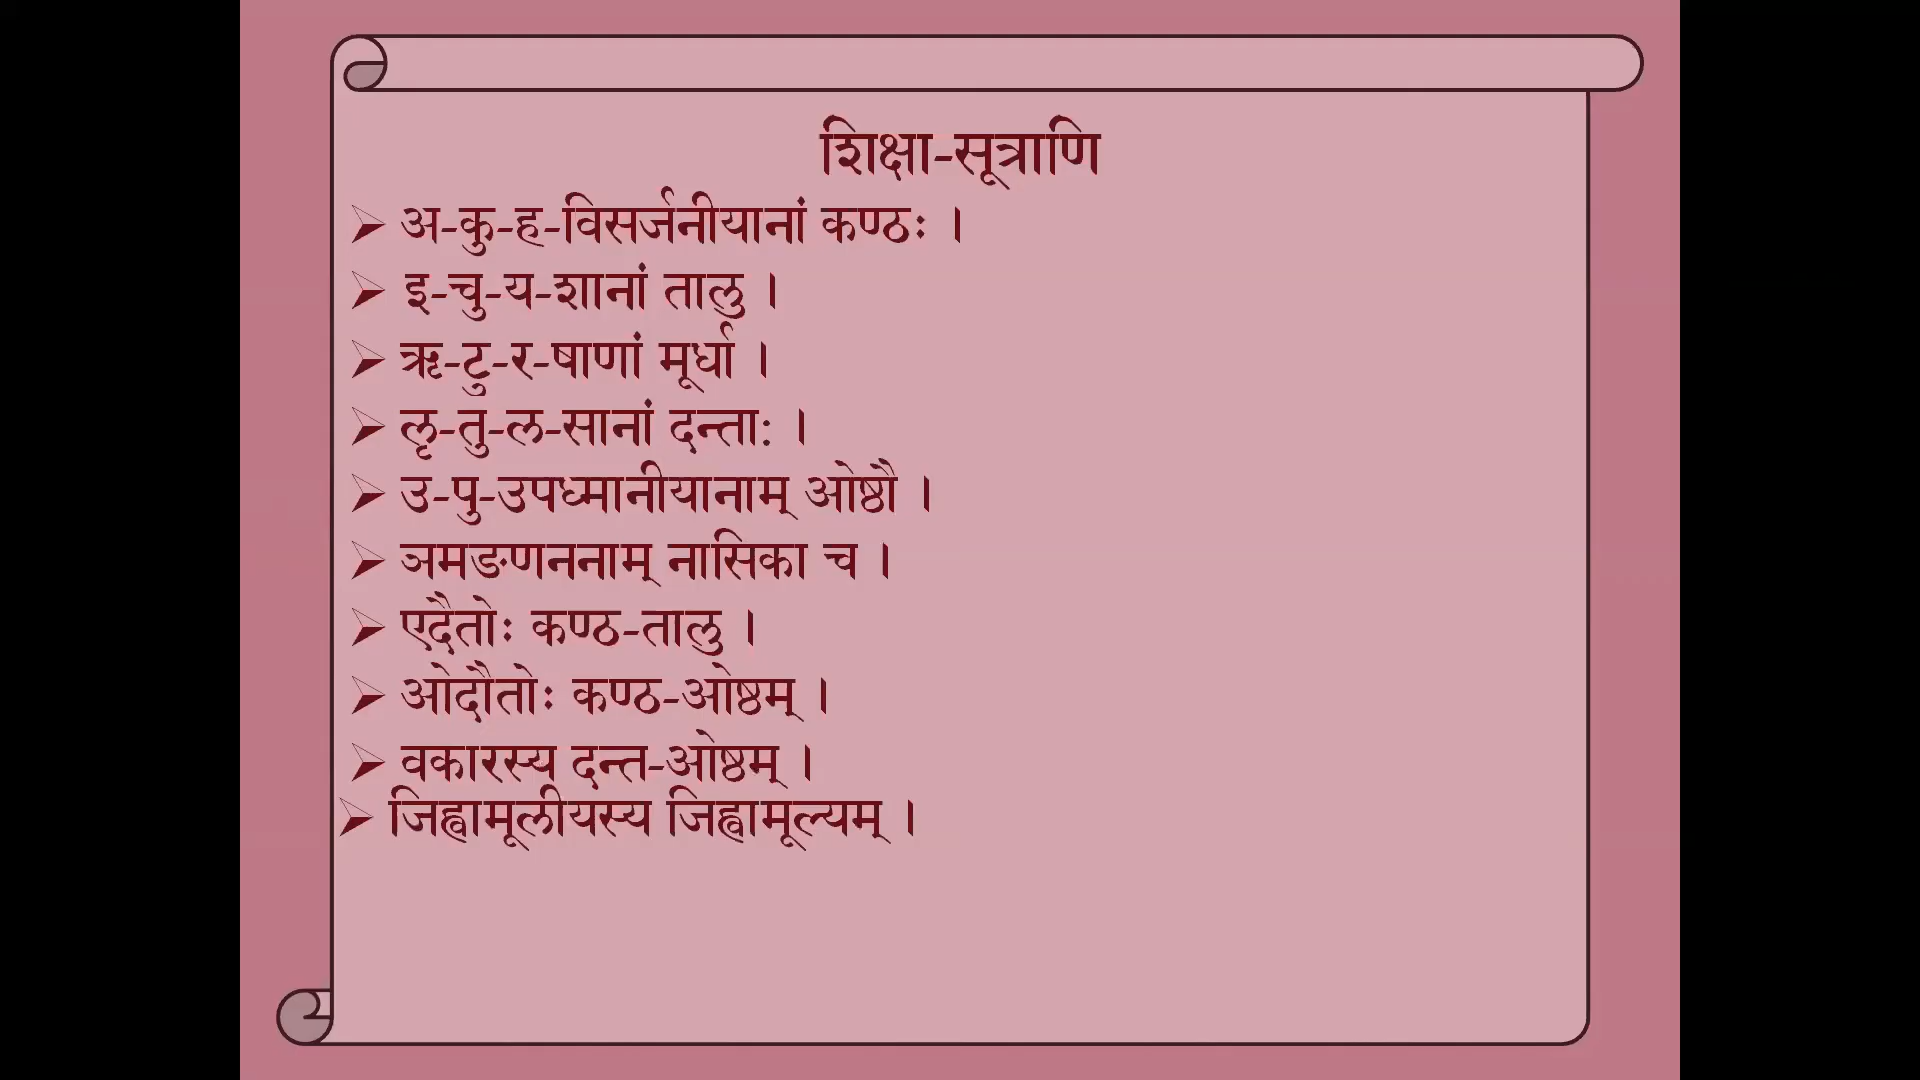 शिक्षा-सूत्राणि
अ-कु-ह-विसर्जनीयानां कण्ठः ।
इ-चु-य-शानां तालु ।
ऋ-टु-र-षाणां मूर्धा ।
लृ-तु-ल-सानां दन्ता: ।
उ-पु-उपध्मानीयानाम् ओष्ठौ ।
ञमङणननाम् नासिका च ।
एदैतोः कण्ठ-तालु ।
ओदौतोः कण्ठ-ओष्ठम् ।
वकारस्य दन्त-ओष्ठम् ।
जिह्वामूलीयस्य जिह्वामूल्यम् ।